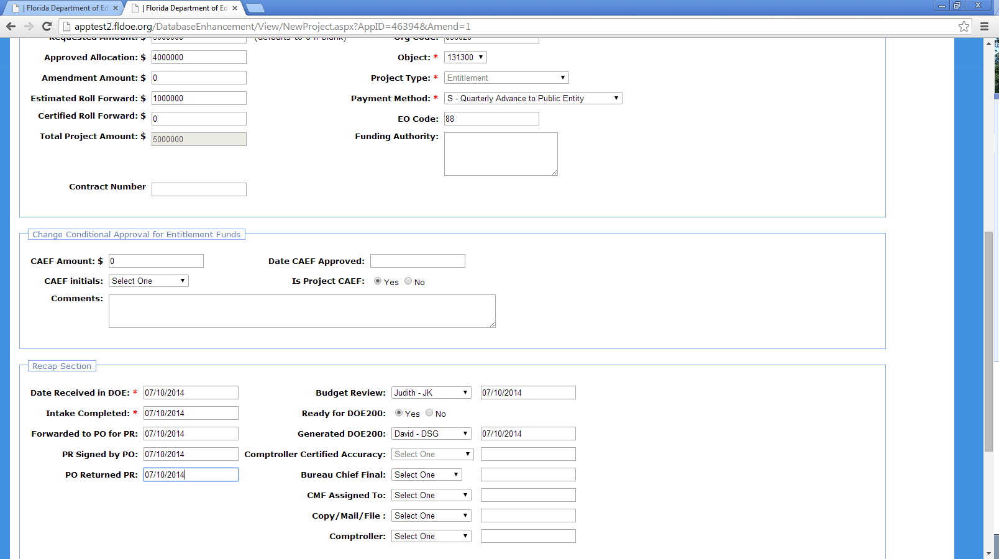 | Florida Department of Ed
| Florida Department of Ed
apptest2.fldoe.org/DatabaseEnhancement/View/NewProject.aspx?AppID=46394&Amend=1
Requested Amount: $ 5000000 (defaults to 0 if blank) Org Code:
Approved Allocation: $ 4000000 Object: * 131300
Amendment Amount: $ 0 Project Type: * Entitlement
Estimated Roll Forward: $ 1000000 Payment Method: * S - Quarterly Advance to Public Entity
Certified Roll Forward: $ 0 EO Code: 88
Total Project Amount: $ 5000000 Funding Authority:
Contract Number
Change Conditional Approval for Entitlement Funds
CAEF Amount: $ 0 Date CAEF Approved:
CAEF initials: Select One Is Project CAEF: Yes No
Comments:
Recap Section
Date Received in DOE: * 07/10/2014 Budget Review: Judith - JK 07/10/2014
Intake Completed: * 07/10/2014 Ready for DOE200: Yes No
Forwarded to PO for PR: 07/10/2014 Generated DOE200: David - DSG 07/10/2014
PR Signed by PO: 07/10/2014 Comptroller Certified Accuracy: Select One
PO Returned PR: 07/10/2014 Bureau Chief Final: Select One
CMF Assigned To: Select One
Copy/Mail/File : Select One
Comptroller: Select One